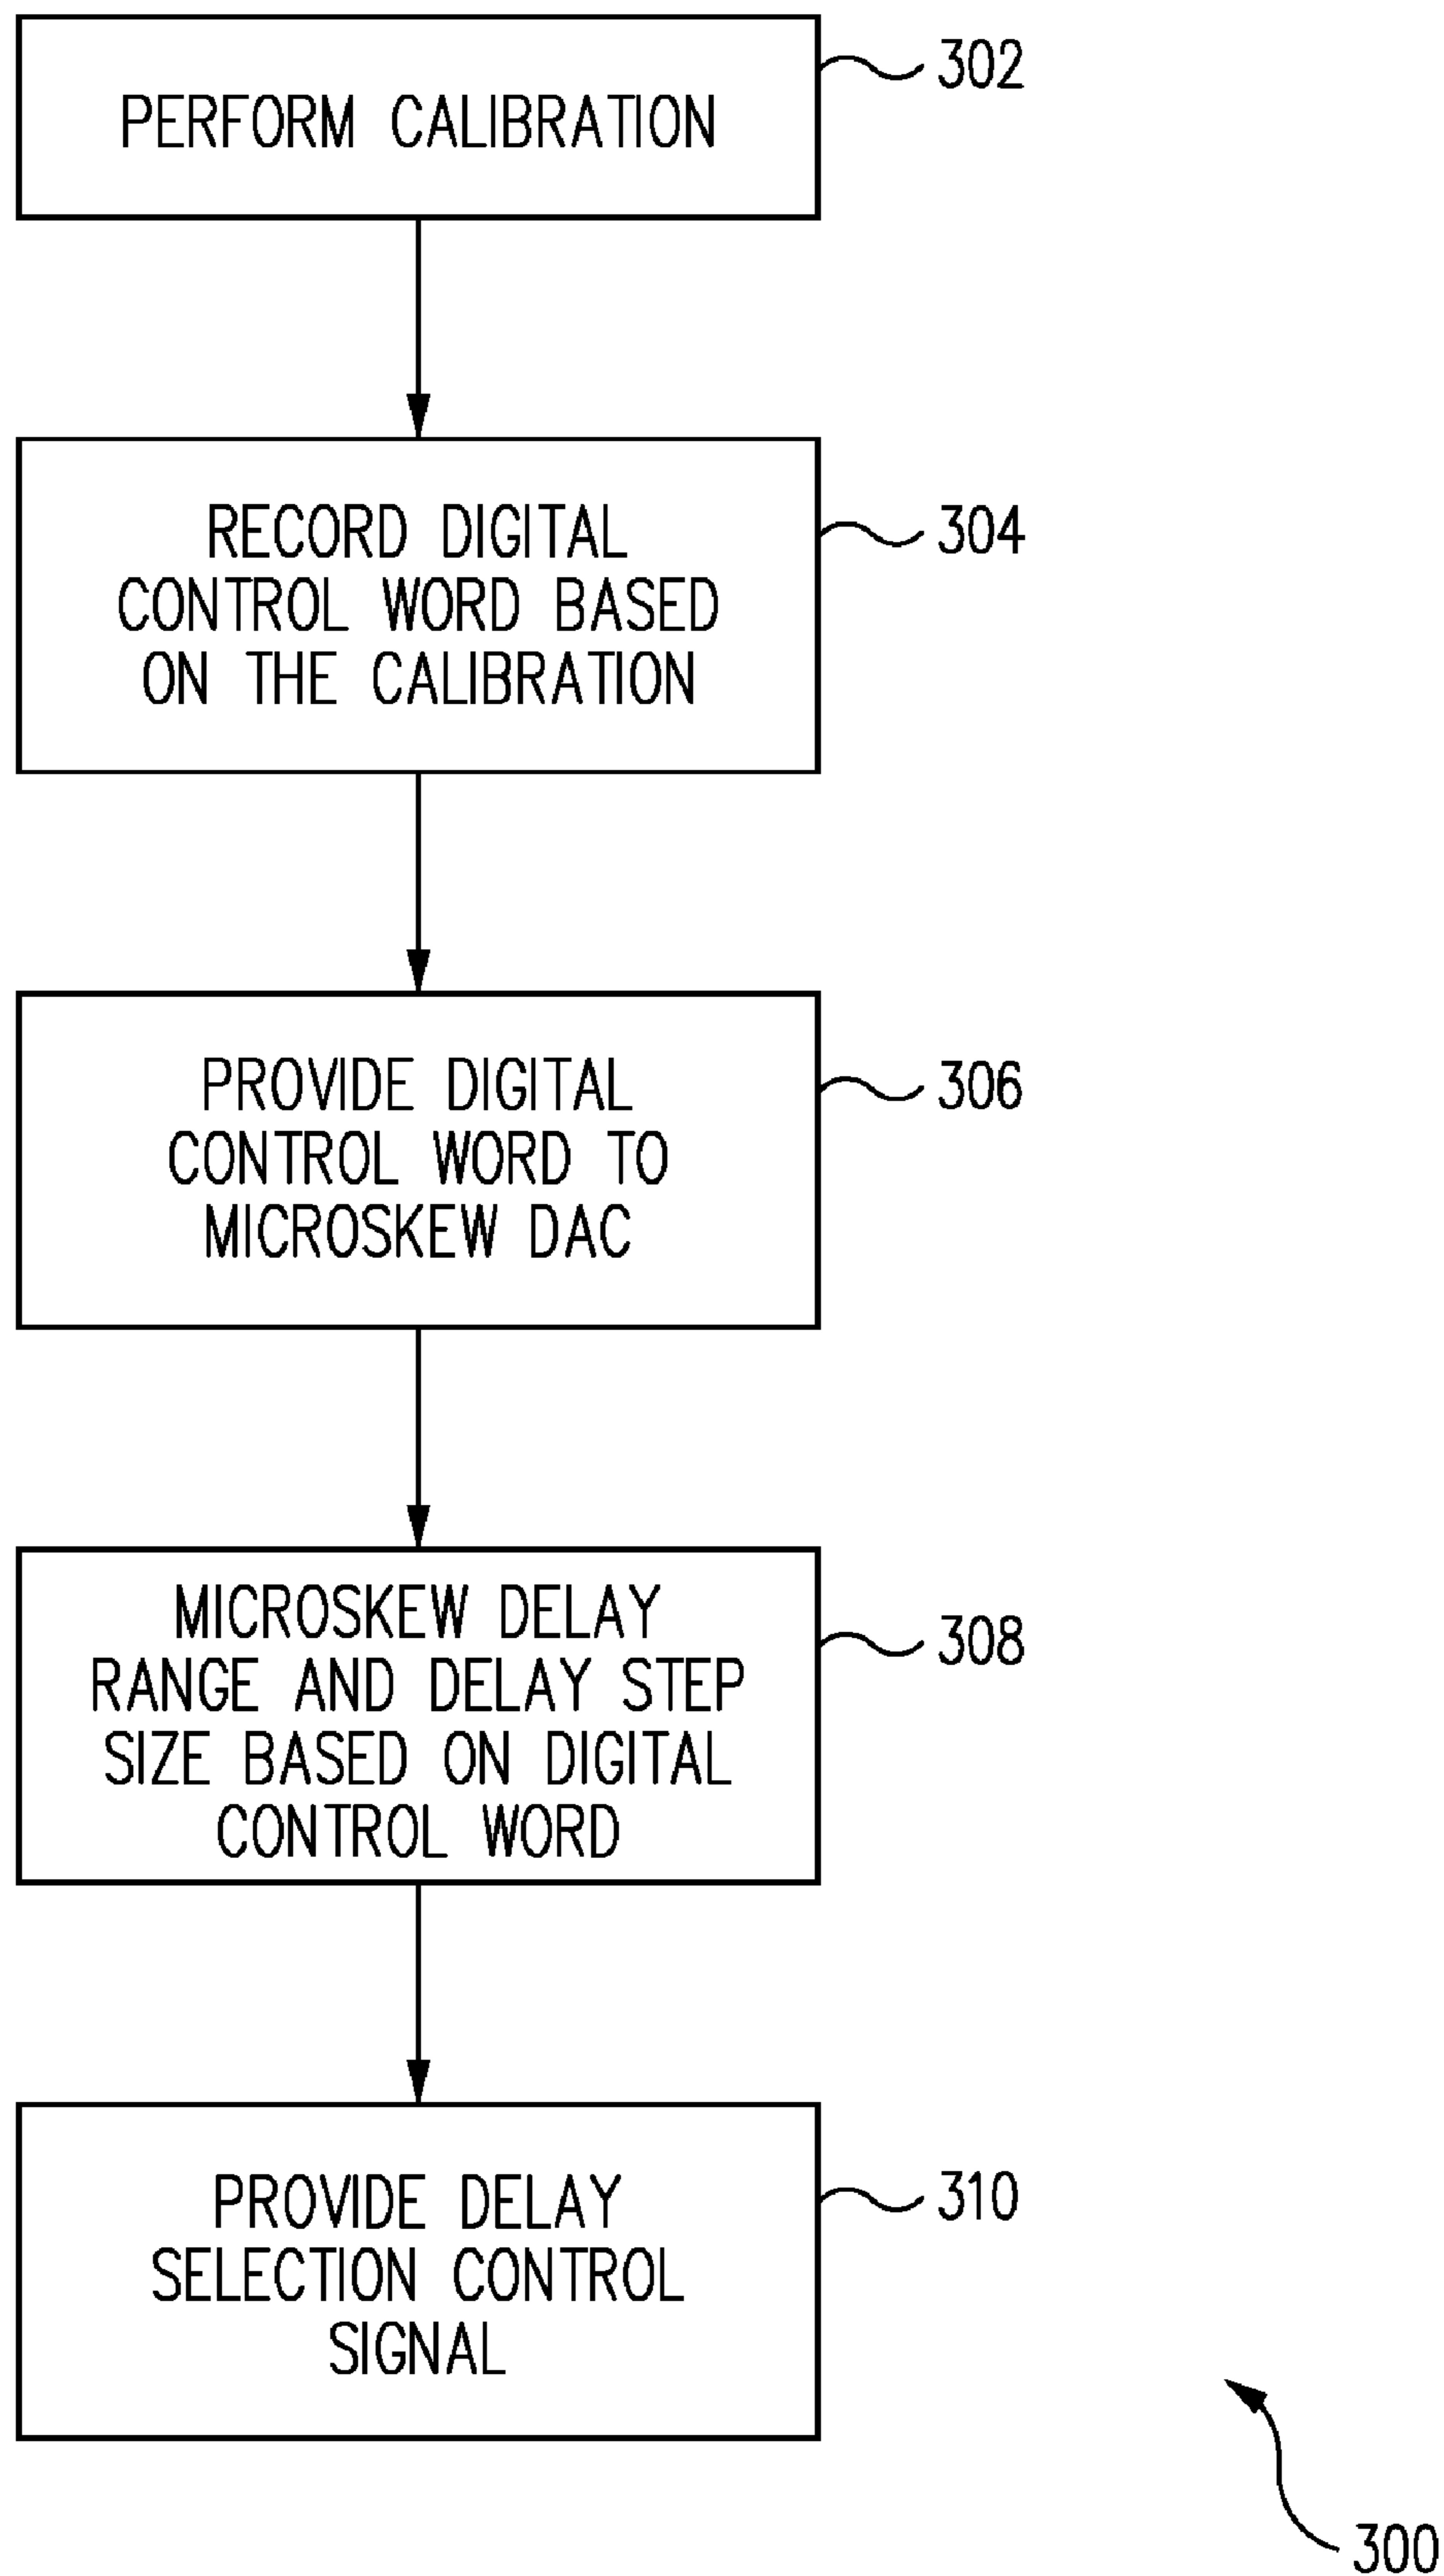 PERFORM CALIBRATION
302
RECORD DIGITAL
CONTROL WORD BASED
ON THE CALIBRATION
304
PROVIDE DIGITAL
CONTROL WORD TO
MICROSKEW DAC
306
MICROSKEW DELAY
RANGE AND DELAY STEP
SIZE BASED ON DIGITAL
CONTROL WORD
308
PROVIDE DELAY
SELECTION CONTROL
SIGNAL
310
300